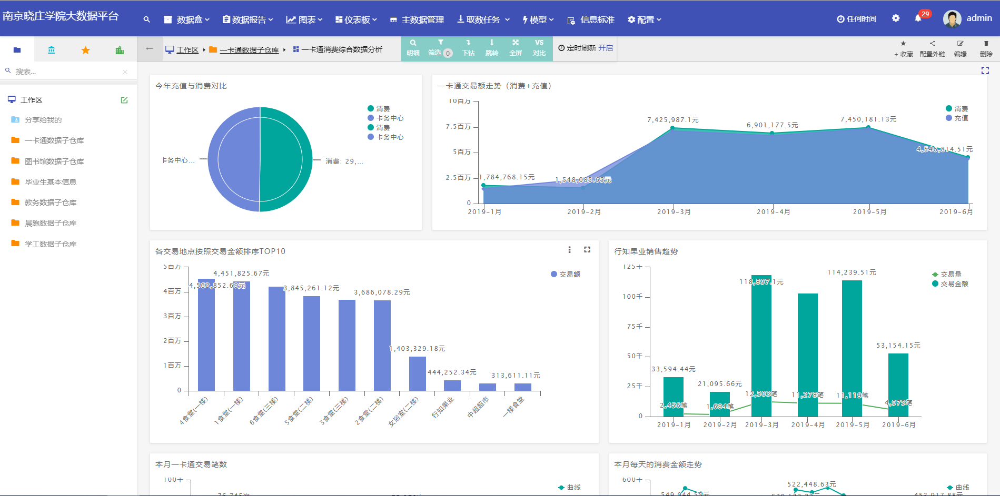 南京晓庄学院大数据平台
数据盒 数据报告 图表 仪表板 主数据管理 取数任务 模型 信息标准 配置
任何时间 29 admin
工作区 一卡通数据子仓库 一卡通消费综合数据分析
明细 筛选 0 下钻 跳转 全屏 VS 对比
定时刷新 开启
+ 收藏 配置外链 编辑 删除
搜索...
工作区
分享给我的
一卡通数据子仓库
图书馆数据子仓库
毕业生基本信息
教务数据子仓库
晨跑数据子仓库
学工数据子仓库
今年充值与消费对比
消费
卡务中心
消费
卡务中心
卡务中心...
消费: 29,...
一卡通交易额走势（消费+充值）
10百万
7.5百万
5百万
2.5百万
0
消费
充值
7,425,987.1元
6,901,177.5元
7,450,181.13元
4,546,814.51元
1,784,768.15元
1,548,085.65元
2019-1月 2019-2月 2019-3月 2019-4月 2019-5月 2019-6月
各交易地点按照交易金额排序TOP10
5百万
4百万
3百万
2百万
1百万
0
交易额
4,451,825.67元
4,562,852.69元
3,845,261.12元
3,686,078.29元
1,403,329.18元
444,252.34元
313,611.11元
4食堂(一楼) 1食堂(一楼) 6食堂(三楼) 5食堂(二楼) 3食堂(三楼) 2食堂(二楼) 女浴室(二楼) 行知果业 中超超市 一楼食堂
行知果业销售趋势
125千
100千
75千
50千
25千
0
交易量
交易金额
118,897.1元
114,239.51元
53,154.15元
33,594.44元
21,095.66元
2,456笔 1,694笔 12,503笔 11,278笔 11,119笔 4,975笔
2019-1月 2019-2月 2019-3月 2019-4月 2019-5月 2019-6月
本月一卡通交易笔数
100千
曲线
76,745次
本月每天的消费金额走势
600千
曲线
522,448.63元
549,044.55元
453,917.88元